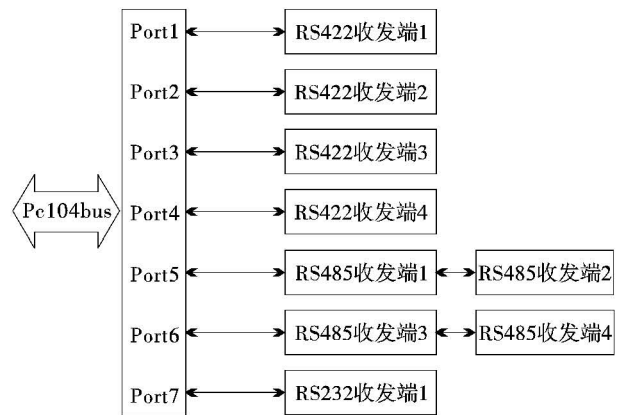 Port1 RS422收发端1
Port2 RS422收发端2
Port3 RS422收发端3
Pc104bus
Port4 RS422收发端4
Port5 RS485收发端1 RS485收发端2
Port6 RS485收发端3 RS485收发端4
Port7 RS232收发端1